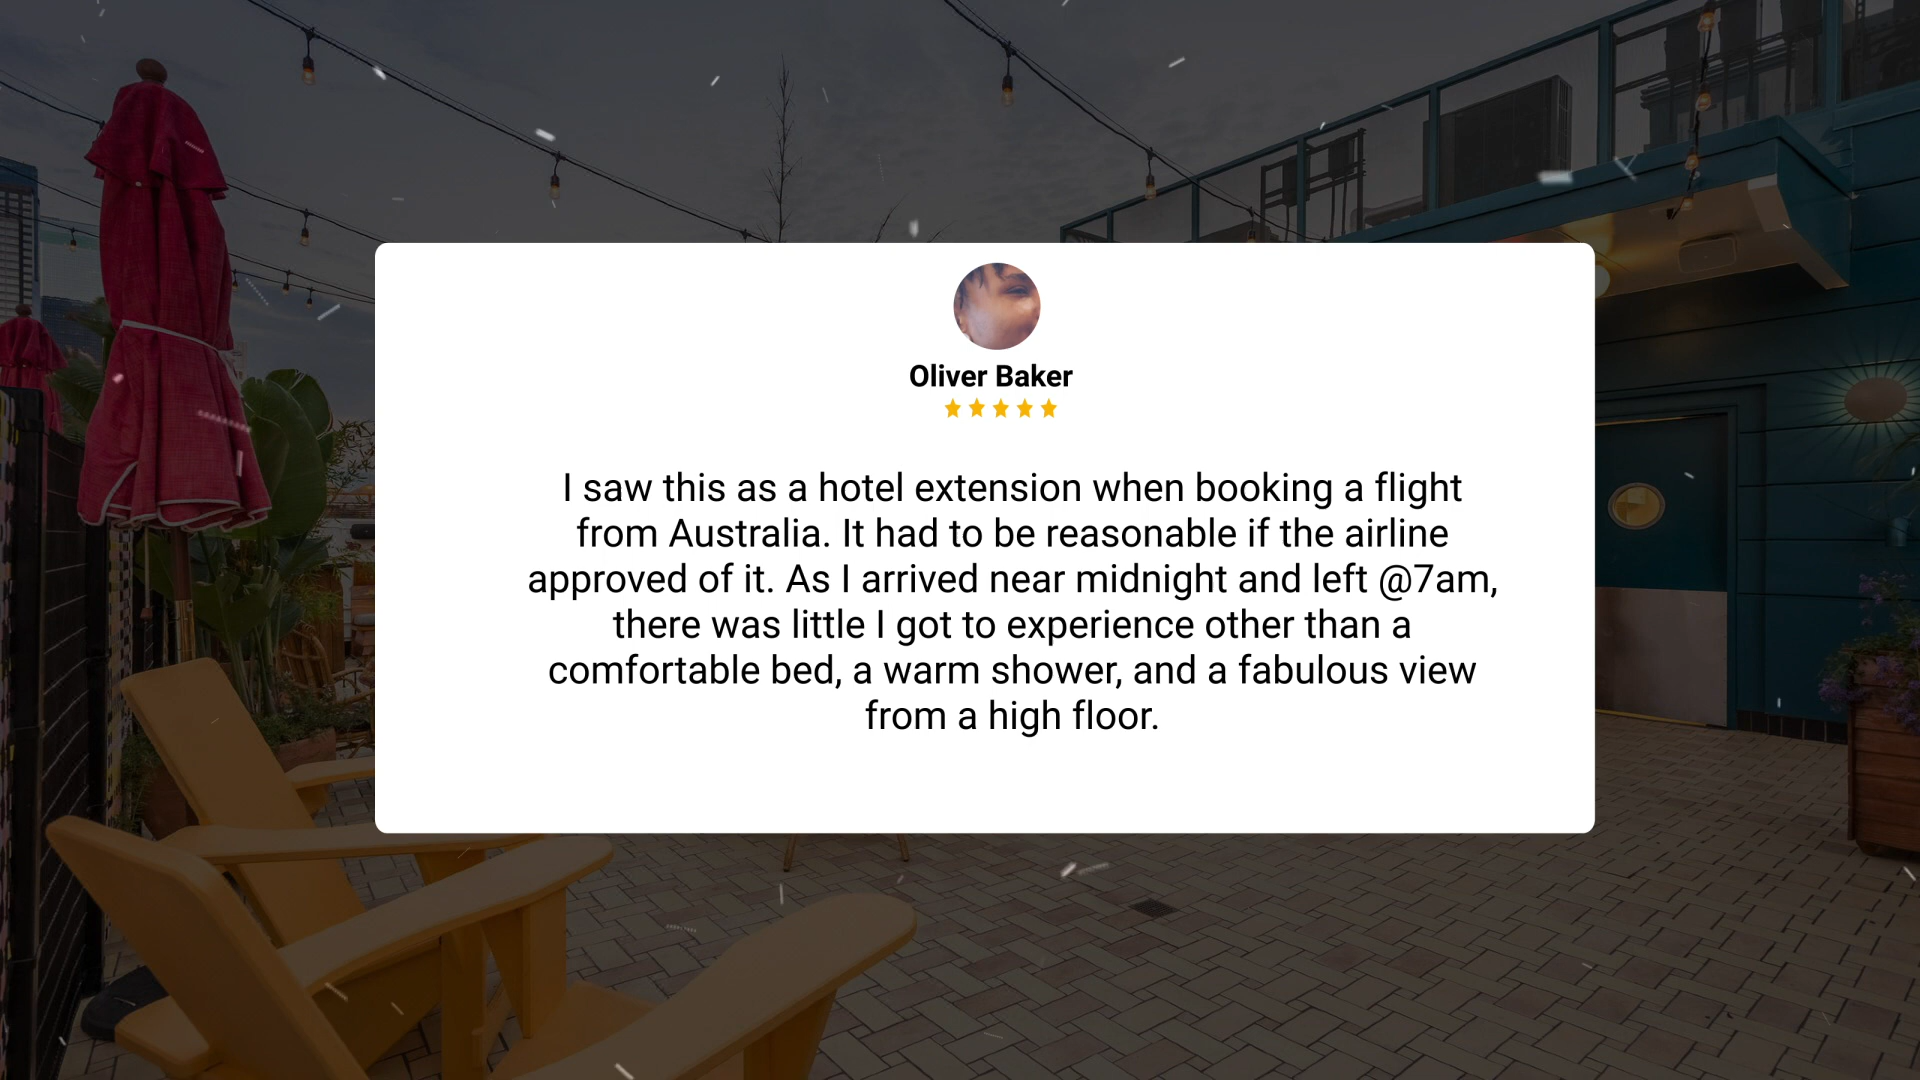 Oliver Baker
I saw this as a hotel extension when booking a flight
from Australia. It had to be reasonable if the airline
approved of it. As I arrived near midnight and left @7am,
there was little I got to experience other than a
comfortable bed, a warm shower, and a fabulous view
from a high floor.